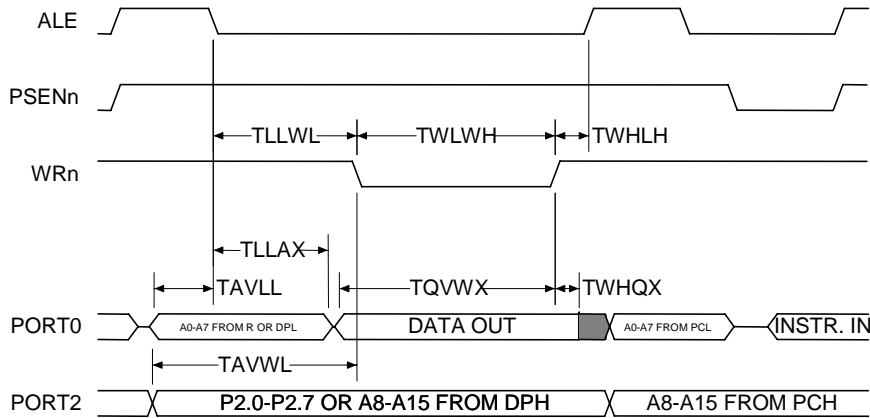 ALE
PSENn
TLLWL TWLWH TWHLH
WRn
TLLAX
TAVLL TQVWX TWHQX
PORT0 A0-A7 FROM R OR DPL DATA OUT A0-A7 FROM PCL INSTR. IN
TAVWL
PORT2 P2.0-P2.7 OR A8-A15 FROM DPH A8-A15 FROM PCH